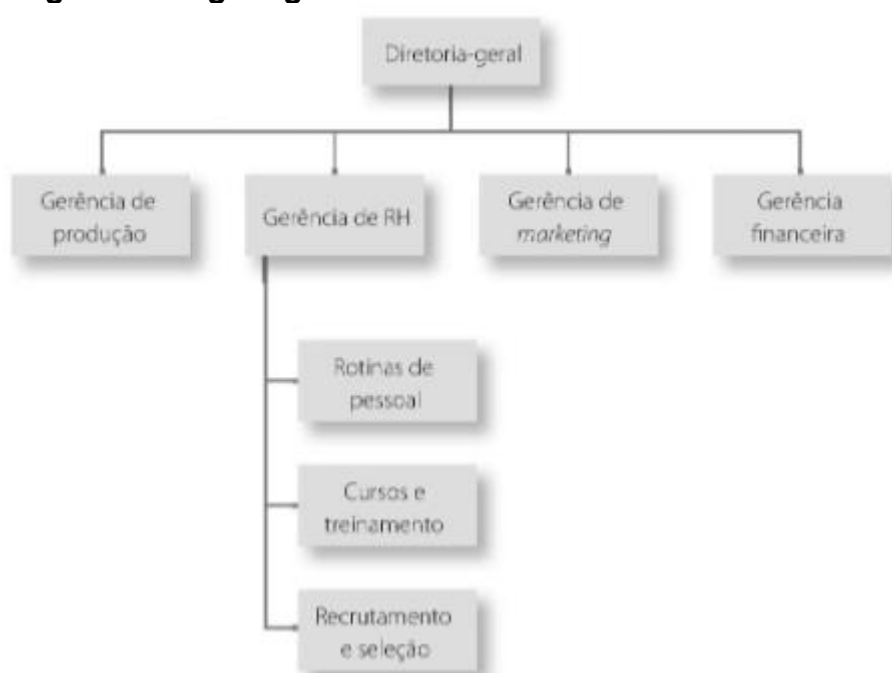 Diretoria-geral
Gerência de
produção
Gerência de RH
Gerência de
marketing
Gerência
financeira
Rotinas de
pessoal
Cursos e
treinamento
Recrutamento
e seleção